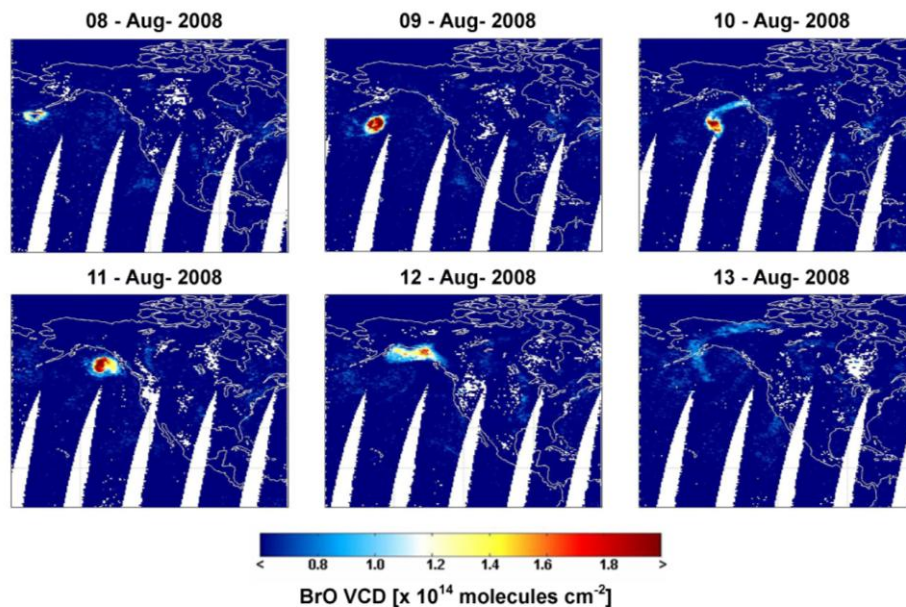 08 - Aug- 2008 09 - Aug- 2008 10 - Aug- 2008
11 - Aug- 2008 12 - Aug- 2008 13 - Aug- 2008
< 0.8 1.0 1.2 1.4 1.6 1.8 >
BrO VCD [x 10¹⁴ molecules cm⁻²]